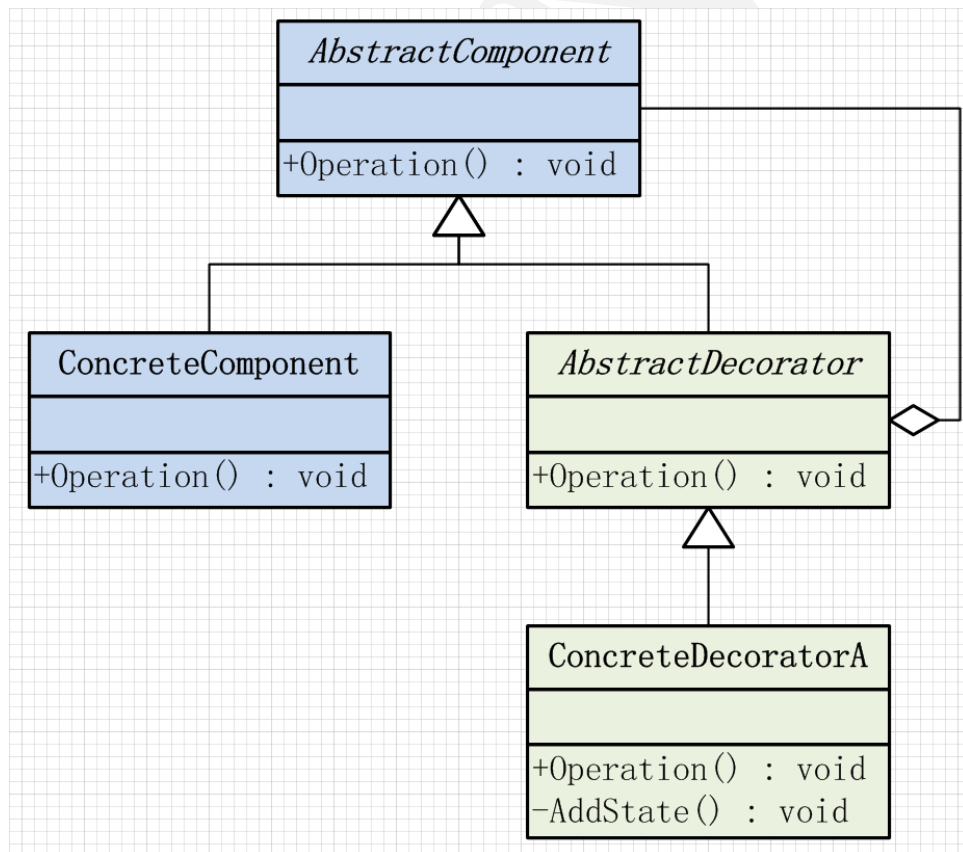 AbstractComponent
+Operation() : void
ConcreteComponent
+Operation() : void
AbstractDecorator
+Operation() : void
ConcreteDecoratorA
+Operation() : void
-AddState() : void